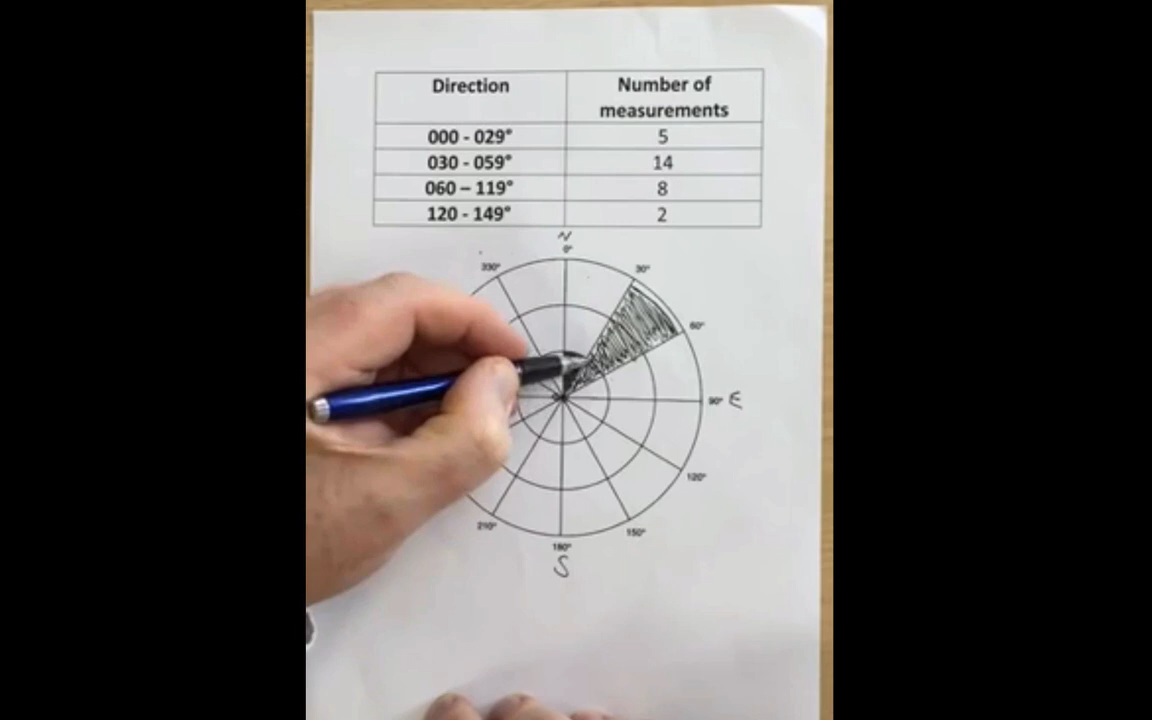 Direction Number of measurements
000 - 029° 5
030 - 059° 14
060 – 119° 8
120 - 149° 2
N
0°
330° 30°
60°
90° E
120°
210° 150°
180°
S